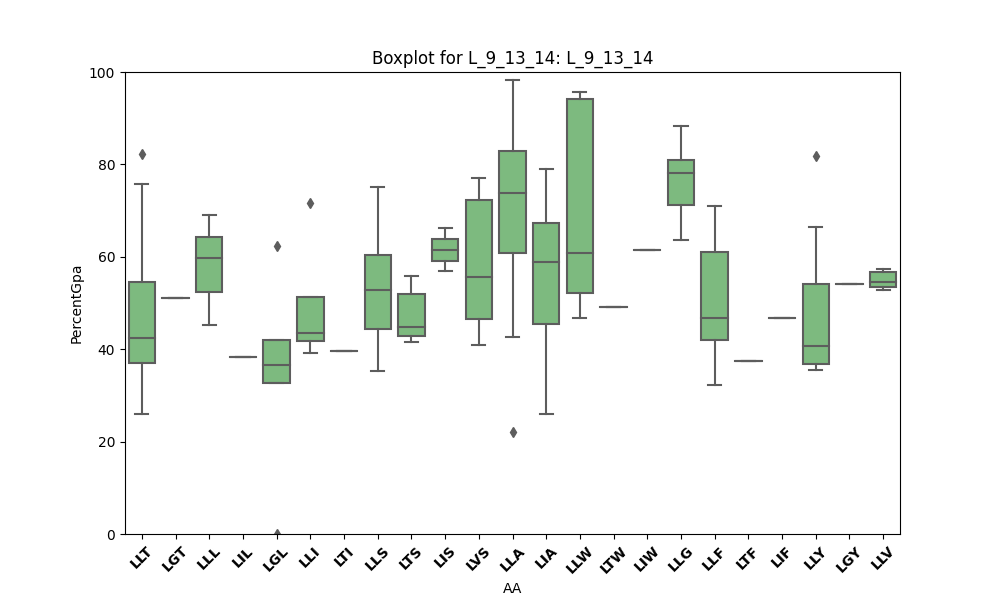 Boxplot for L_9_13_14: L_9_13_14
100
80
60
40
20
0
PercentGpa
LLT LGT LLL LIL LGL LLI LTI LLS LTS LIS LVS LLA LIA LLW LTW LIW LLG LLF LTF LIF LLY LGY LLV
AA